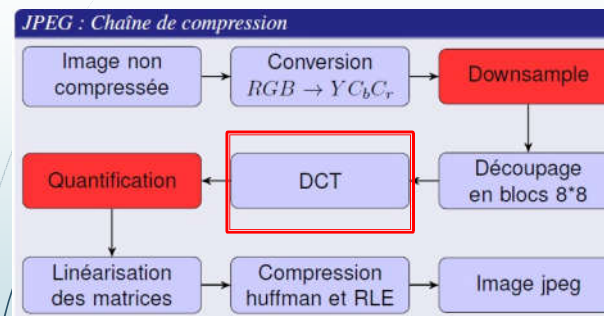 JPEG : Chaîne de compression
Image non
compressée
Conversion
RGB → YCbCr
Downsample
Découpage
en blocs 8*8
DCT
Quantification
Linéarisation
des matrices
Compression
huffman et RLE
Image jpeg